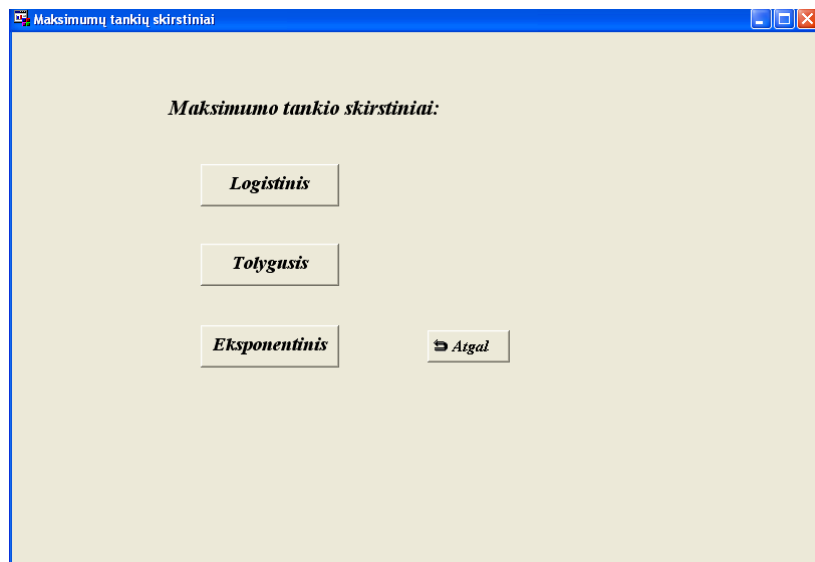 Maksimumų tankių skirstiniai
Maksimumo tankio skirstiniai:
Logistinis
Tolygusis
Eksponentinis
Atgal